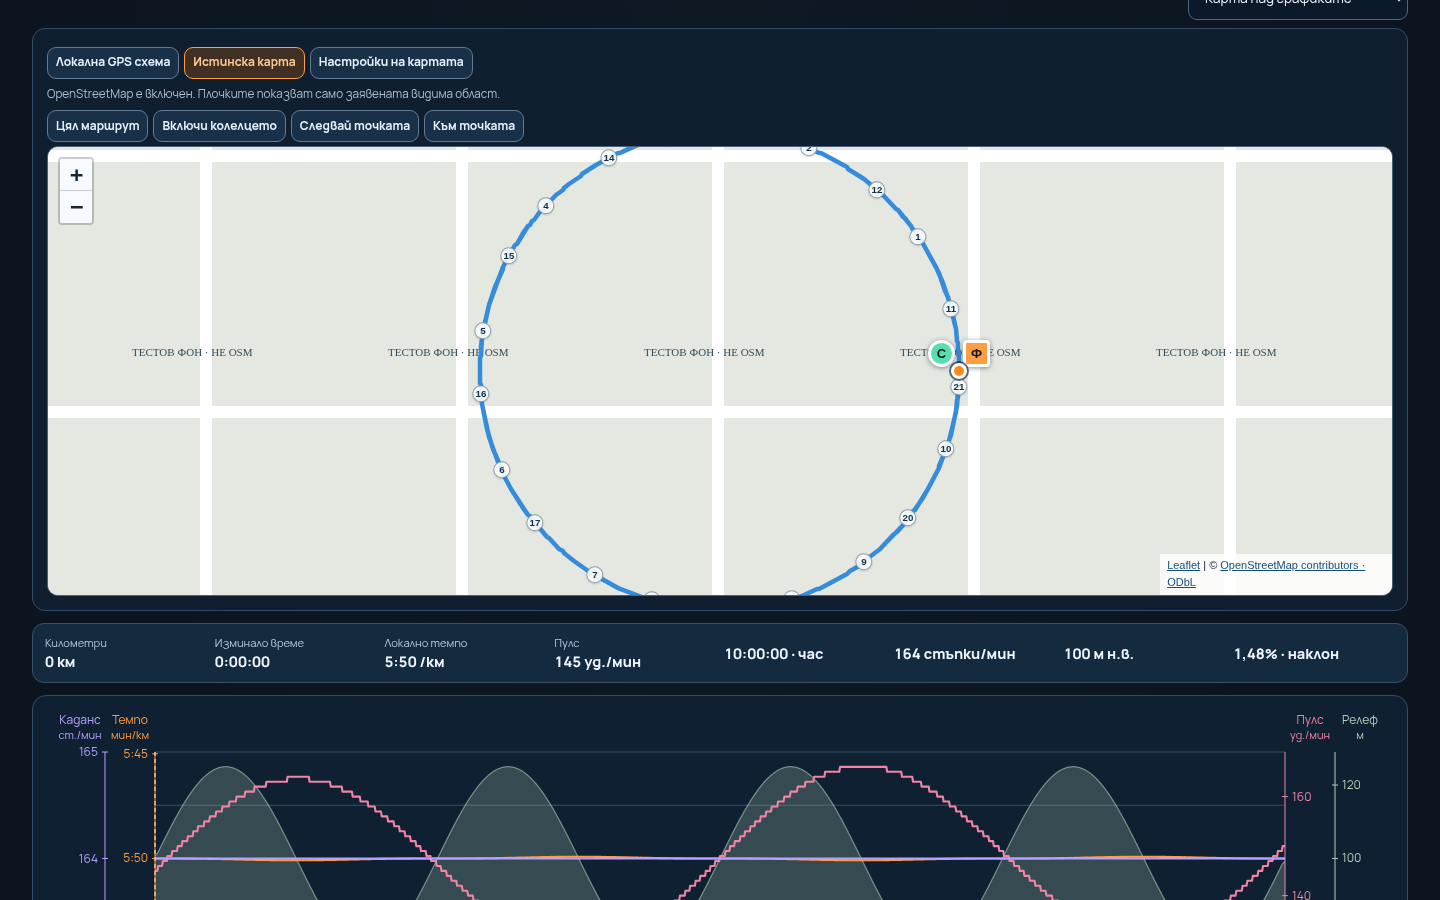 Карта над графиките
Локална GPS схема
Истинска карта
Настройки на картата
OpenStreetMap е включен. Плочките показват само заявената видима област.
Цял маршрут
Включи колелцето
Следвай точката
Към точката
+
−
14
2
12
4
1
15
11
5
ТЕСТОВ ФОН · НЕ OSM
ТЕСТОВ ФОН · НЕ OSM
ТЕСТОВ ФОН · НЕ OSM
С
Ф
ТЕСТОВ ФОН · НЕ OSM
21
16
10
6
17
20
9
7
Leaflet | © OpenStreetMap contributors ·
ODbL
Километри
0 км
Изминало време
0:00:00
Локално темпо
5:50 /км
Пулс
145 уд./мин
10:00:00 · час
164 стъпки/мин
100 м н.в.
1,48% · наклон
Каданс
ст./мин
Темпо
мин/км
Пулс
уд./мин
Релеф
м
165
5:45
164
5:50
160
140
120
100